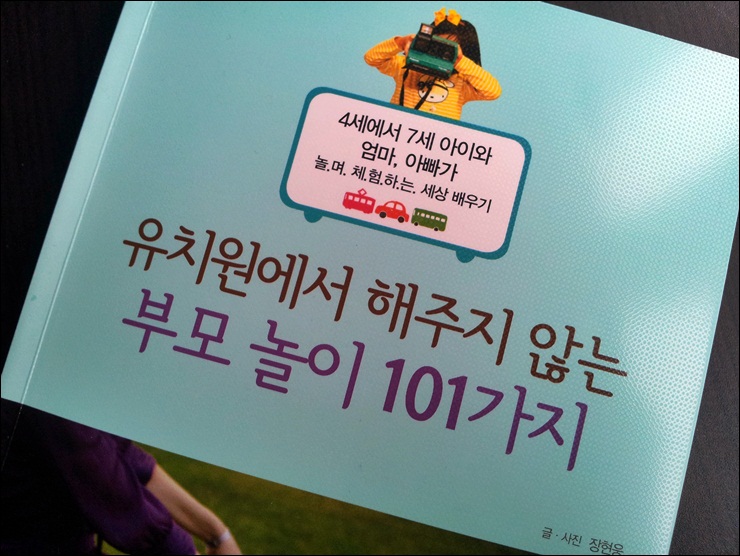 4세에서 7세 아이와
엄마, 아빠가
놀.며. 체.험.하.는. 세상 배우기
유치원에서 해주지 않는
부모 놀이 101가지
글·사진 장현웅